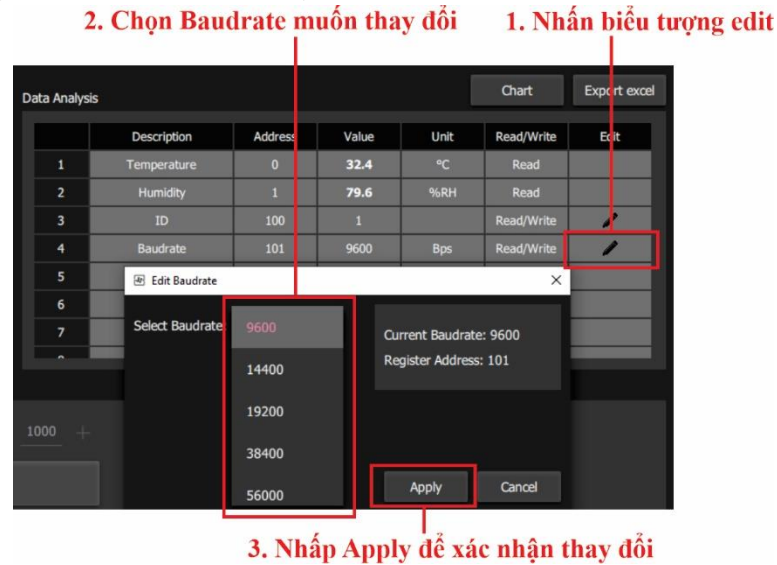 2. Chọn Baudrate muốn thay đổi 1. Nhấn biểu tượng edit
Data Analysis Chart Export excel
Description Address Value Unit Read/Write Edit
1 Temperature 0 32.4 °C Read
2 Humidity 1 79.6 %RH Read
3 ID 100 1 Read/Write
4 Baudrate 101 9600 Bps Read/Write
5
Edit Baudrate
6
7
Select Baudrate: 9600
Current Baudrate: 9600
Register Address: 101
14400
19200
1000 +
38400
56000
Apply Cancel
3. Nhấp Apply để xác nhận thay đổi